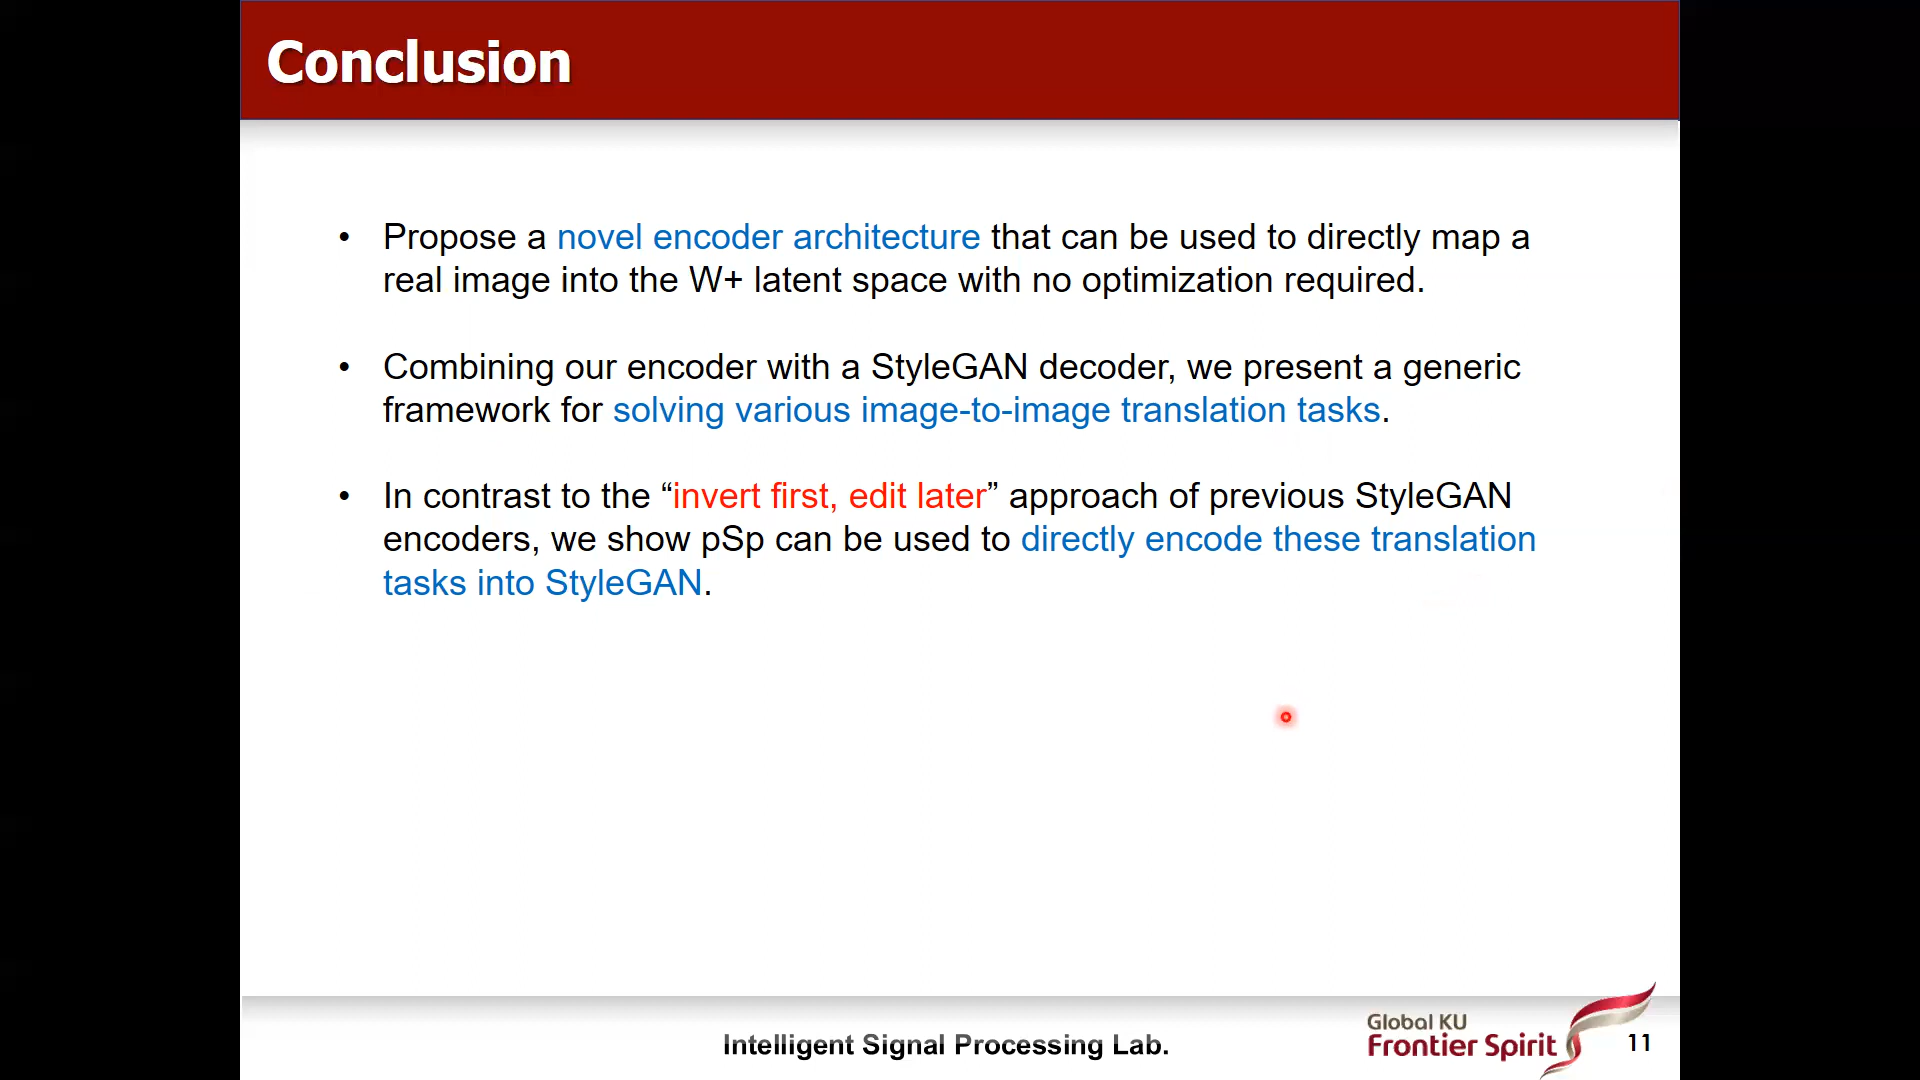 Conclusion
• Propose a novel encoder architecture that can be used to directly map a
real image into the W+ latent space with no optimization required.
• Combining our encoder with a StyleGAN decoder, we present a generic
framework for solving various image-to-image translation tasks.
• In contrast to the “invert first, edit later” approach of previous StyleGAN
encoders, we show pSp can be used to directly encode these translation
tasks into StyleGAN.
Intelligent Signal Processing Lab.
Global KU
Frontier Spirit
11